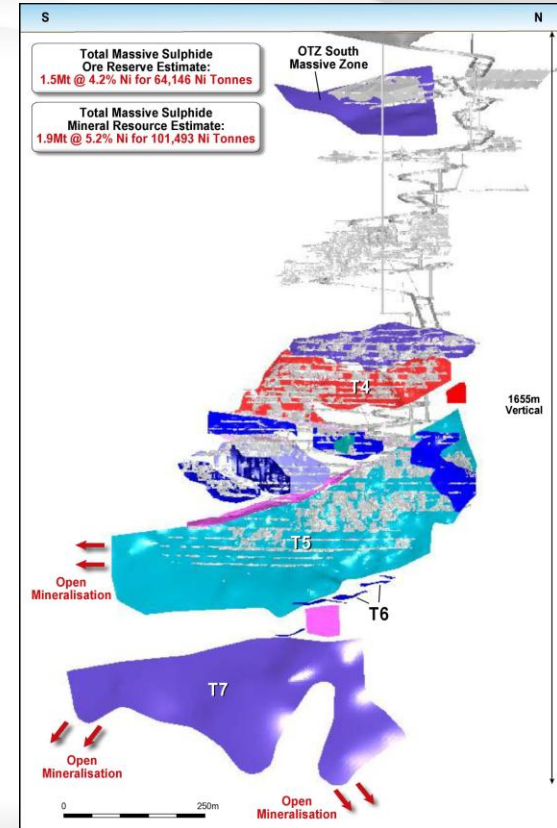 S
N
Total Massive Sulphide
Ore Reserve Estimate:
1.5Mt @ 4.2% Ni for 64,146 Ni Tonnes
Total Massive Sulphide
Mineral Resource Estimate:
1.9Mt @ 5.2% Ni for 101,493 Ni Tonnes
OTZ South
Massive Zone
T4
1655m
Vertical
T5
Open
Mineralisation
T6
T7
Open
Mineralisation
0
250m
Open
Mineralisation